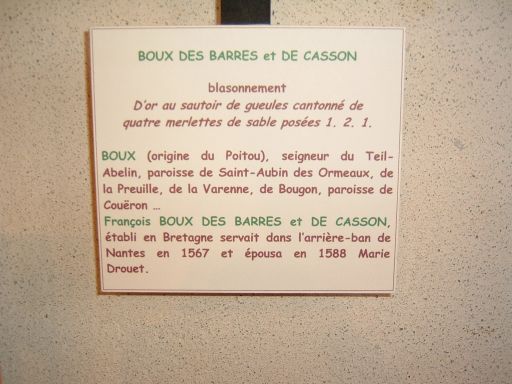 BOUX DES BARRES et DE CASSON
blasonnement
D'or au sautoir de gueules cantonné de
quatre merlettes de sable posées 1. 2. 1.
BOUX (origine du Poitou), seigneur du Teil-
Abelin, paroisse de Saint-Aubin des Ormeaux, de
la Preuille, de la Varenne, de Bougon, paroisse de
Couëron ...
François BOUX DES BARRES et DE CASSON,
établi en Bretagne servait dans l'arrière-ban de
Nantes en 1567 et épousa en 1588 Marie
Drouet.